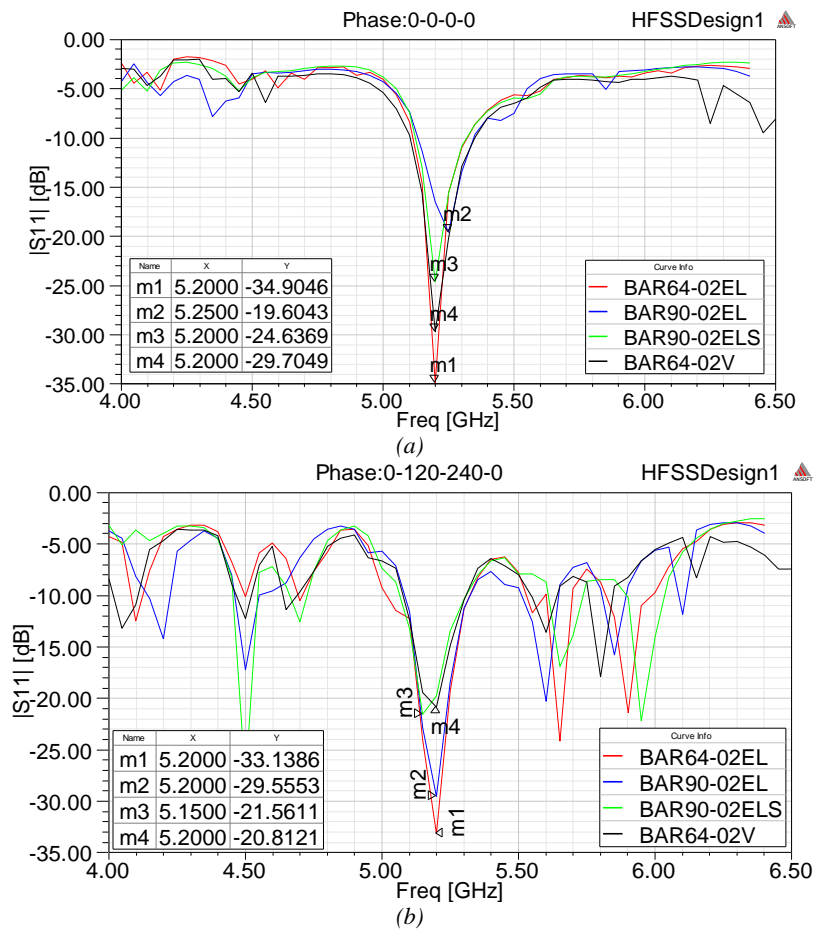 Phase:0-0-0-0 HFSSDesign1
ANSOFT
0.00
-5.00
-10.00
-15.00
-20.00
-25.00
-30.00
-35.00
|S11| [dB]
m2
m3
m4
m1
Name X Y
m1 5.2000 -34.9046
m2 5.2500 -19.6043
m3 5.2000 -24.6369
m4 5.2000 -29.7049
Curve Info
BAR64-02EL
BAR90-02EL
BAR90-02ELS
BAR64-02V
4.00 4.50 5.00 5.50 6.00 6.50
Freq [GHz]
(a)
Phase:0-120-240-0 HFSSDesign1
ANSOFT
0.00
-5.00
-10.00
-15.00
-20.00
-25.00
-30.00
-35.00
|S11| [dB]
m3
m4
m2
m1
Name X Y
m1 5.2000 -33.1386
m2 5.2000 -29.5553
m3 5.1500 -21.5611
m4 5.2000 -20.8121
Curve Info
BAR64-02EL
BAR90-02EL
BAR90-02ELS
BAR64-02V
4.00 4.50 5.00 5.50 6.00 6.50
Freq [GHz]
(b)